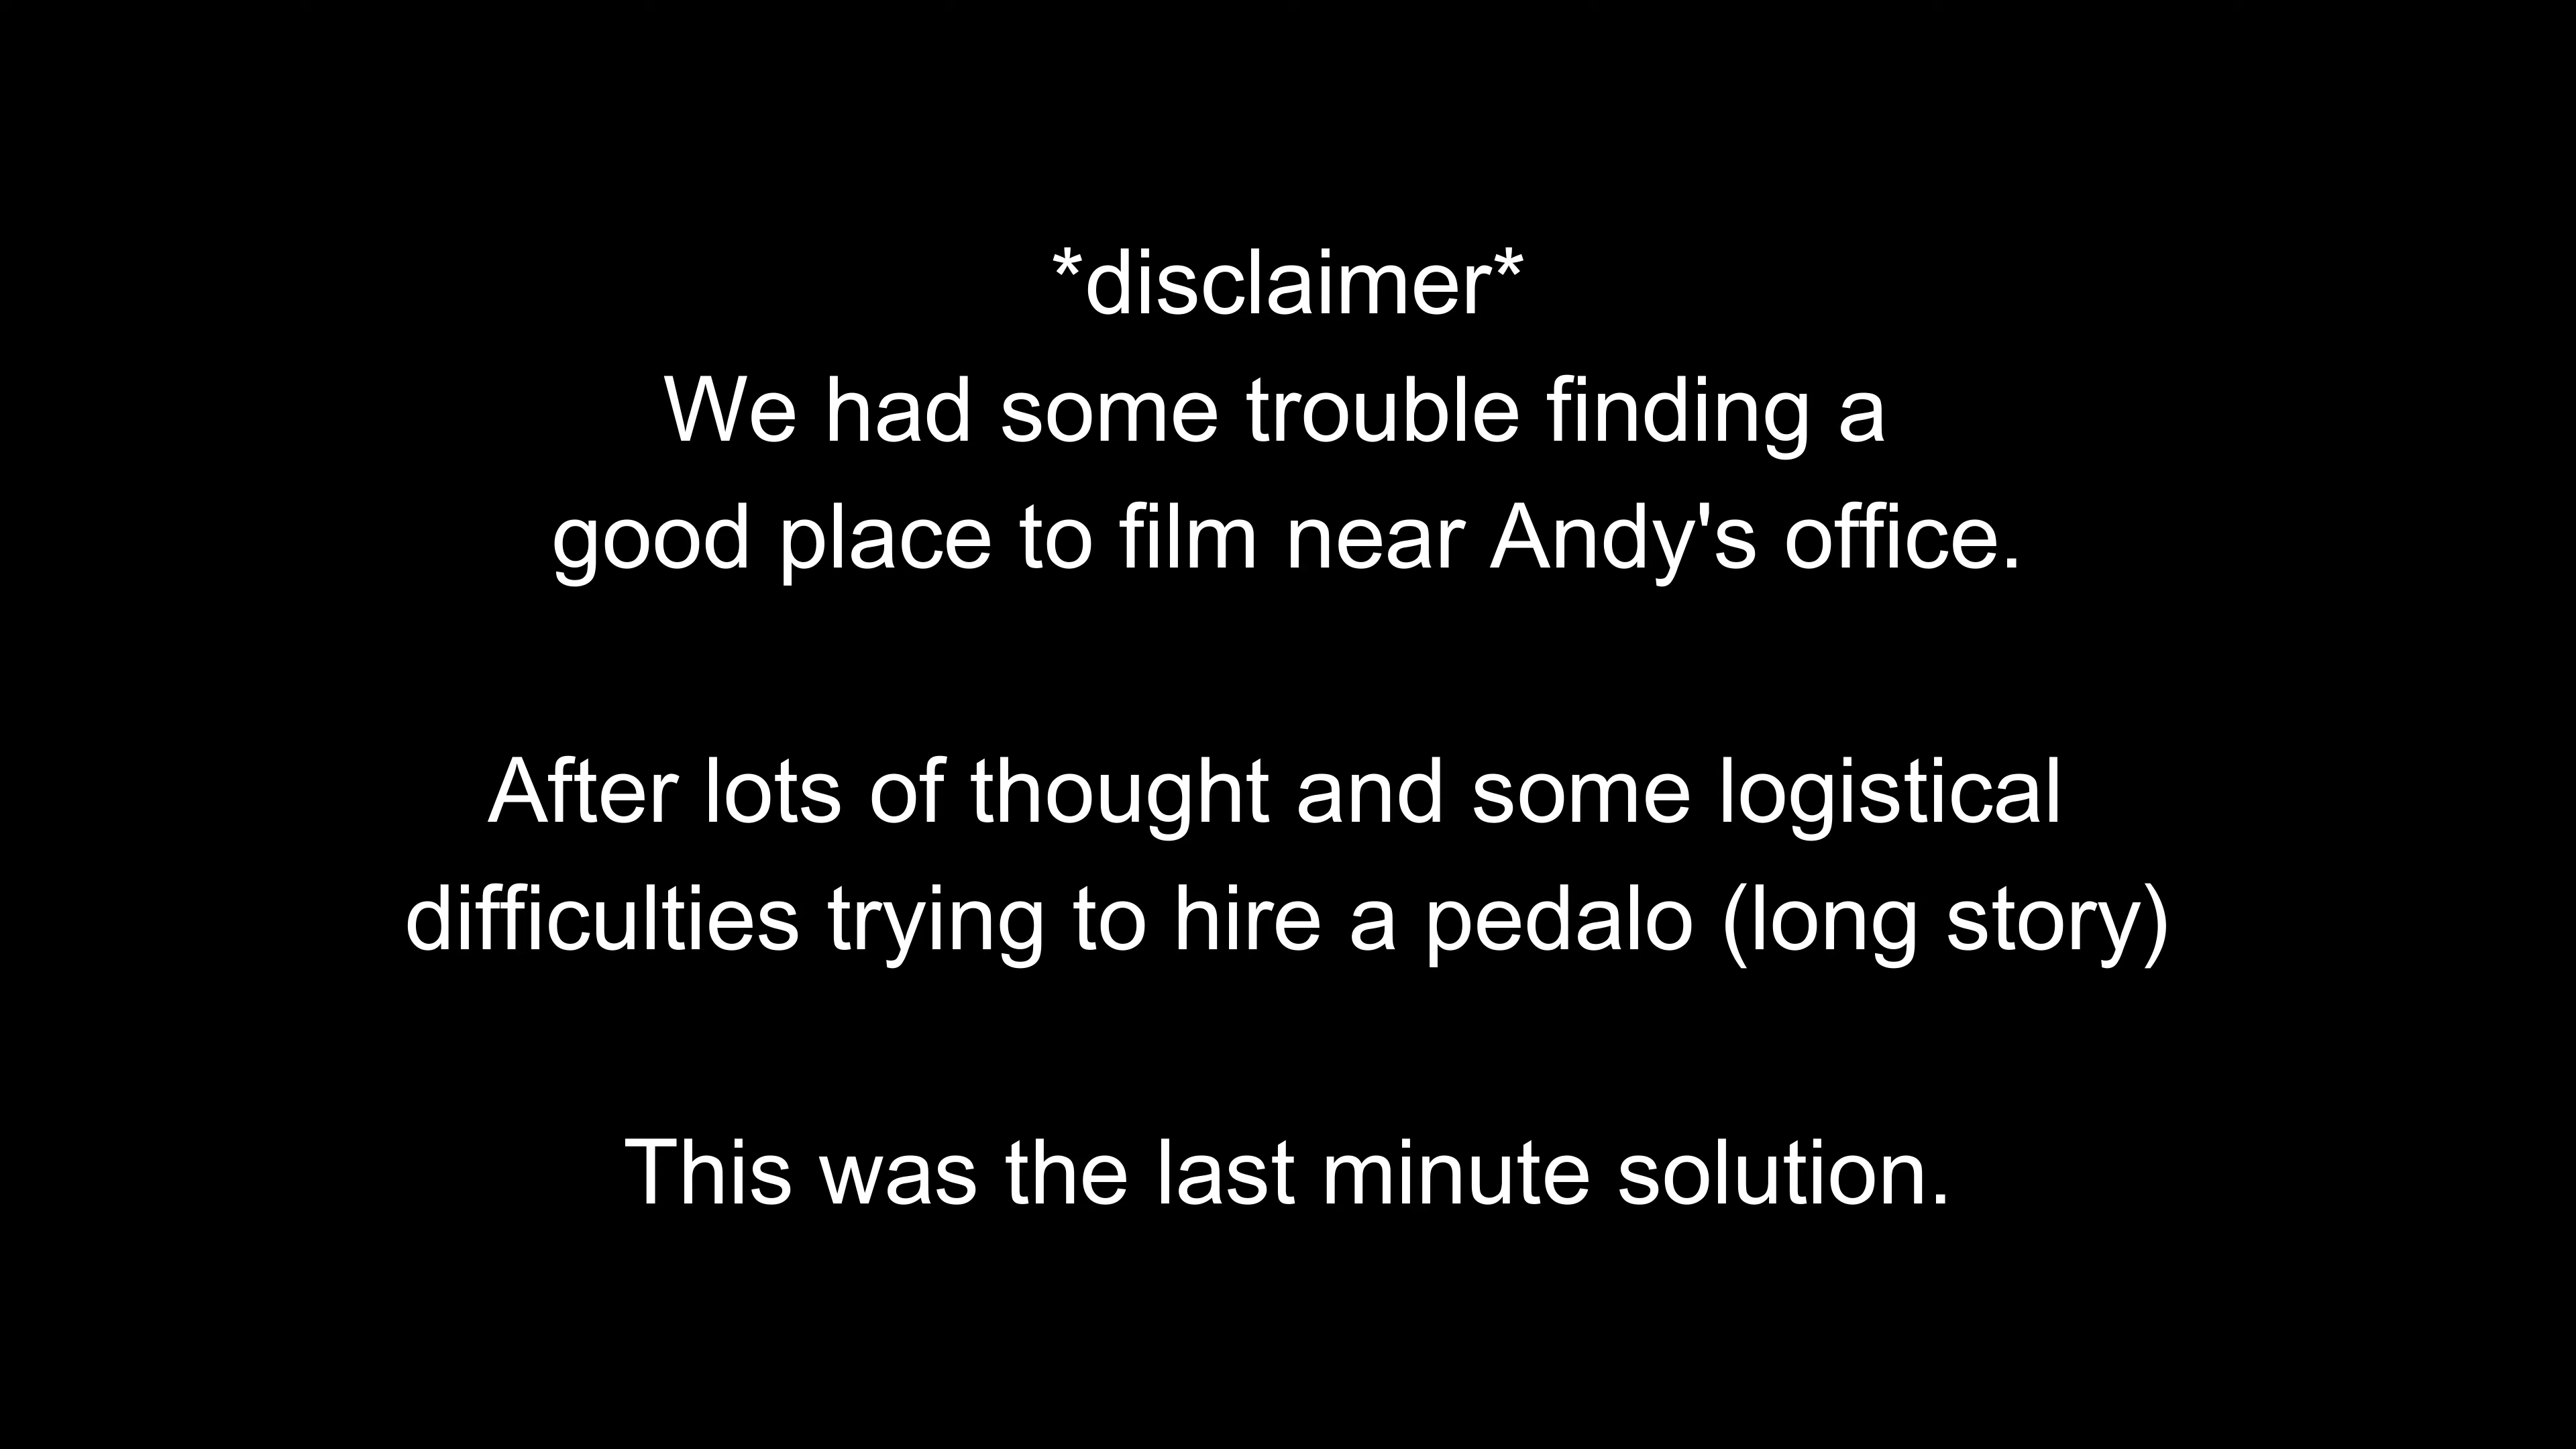 *disclaimer*
We had some trouble finding a
good place to film near Andy's office.
After lots of thought and some logistical
difficulties trying to hire a pedalo (long story)
This was the last minute solution.